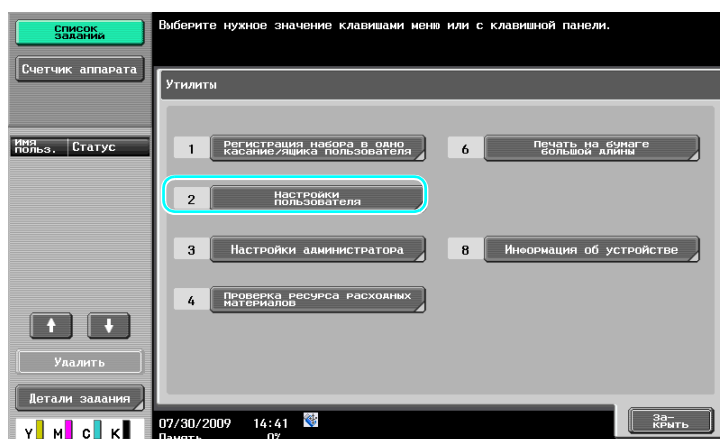 Список
заданий
Выберите нужное значение клавишами меню или с клавишной панели.
Счетчик аппарата
Утилиты
Имя
польз.
Статус
1
Регистрация набора в одно
касание/ящика пользователя
6
Печать на бумаге
большой длины
2
Настройки
пользователя
3
Настройки администратора
8
Информация об устройстве
4
Проверка ресурса расходных
материалов
Удалить
Детали задания
07/30/2009 14:41
За-
крыть
Y M C K
Память 0%